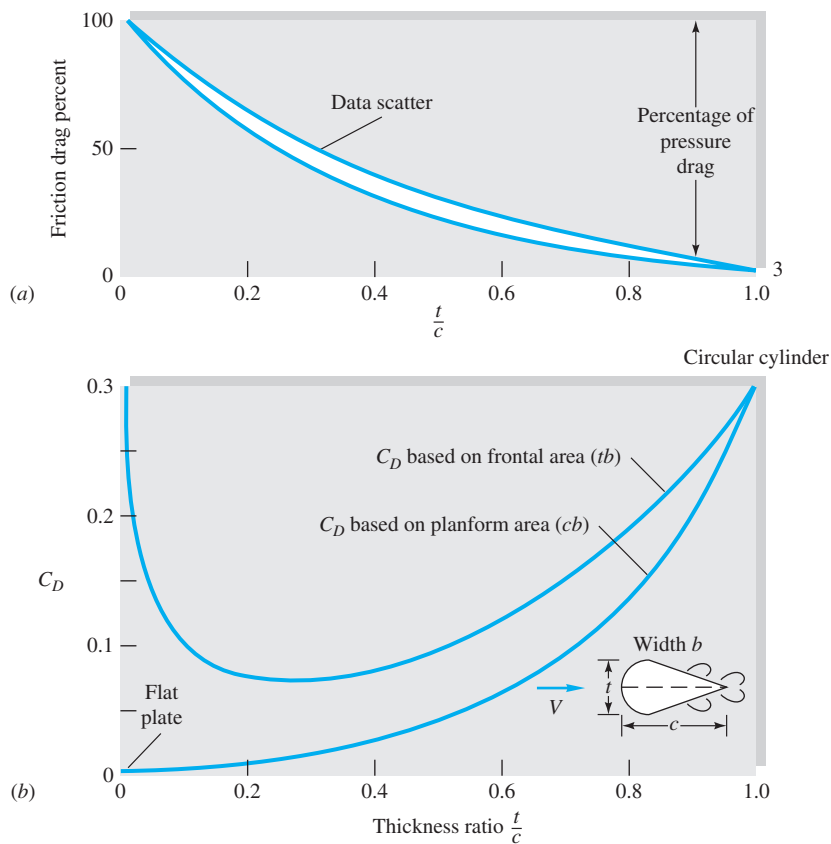 100
50
0
Friction drag percent
Data scatter
Percentage of
pressure
drag
3
(a)
0
0.2
0.4
0.6
0.8
1.0
t/c
Circular cylinder
0.3
0.2
0.1
0
C_D
C_D based on frontal area (tb)
C_D based on planform area (cb)
Width b
t
V
c
Flat
plate
(b)
0
0.2
0.4
0.6
0.8
1.0
Thickness ratio t/c